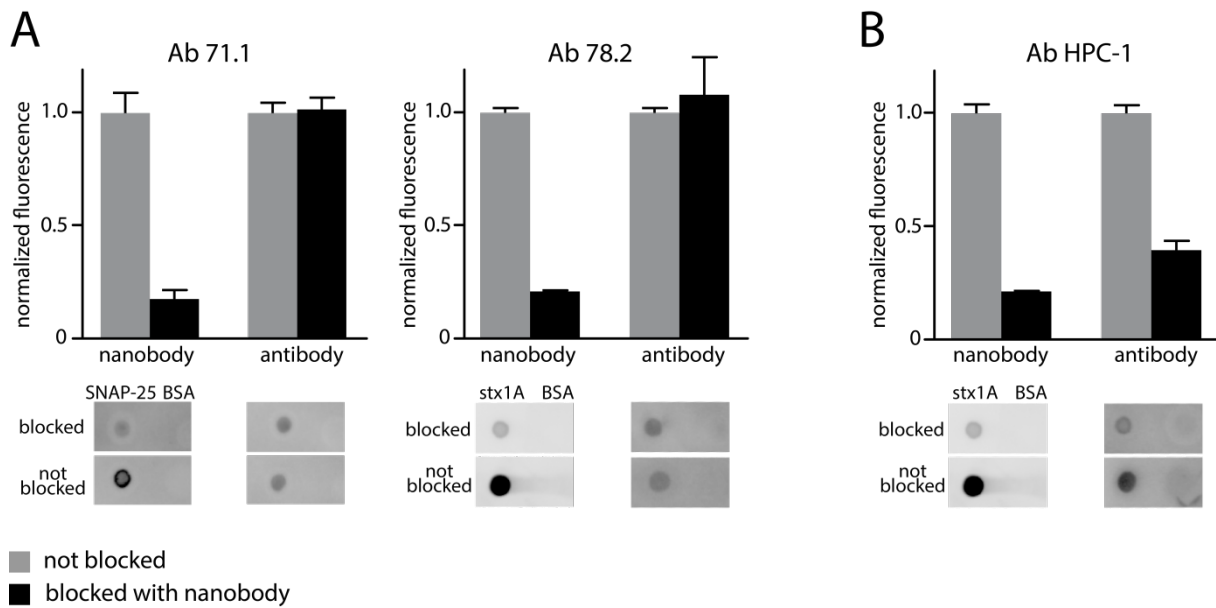 A
Ab 71.1
normalized fluorescence
1.0
0.5
0
nanobody antibody
SNAP-25 BSA
blocked
not
blocked
Ab 78.2
normalized fluorescence
1.0
0.5
0
nanobody antibody
stx1A BSA
blocked
not
blocked
B
Ab HPC-1
normalized fluorescence
1.0
0.5
0
nanobody antibody
stx1A BSA
blocked
not
blocked
not blocked
blocked with nanobody